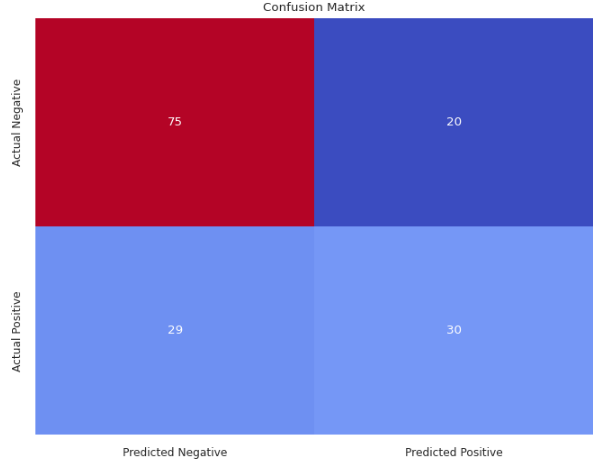 Confusion Matrix
Actual Negative
75
20
Actual Positive
29
30
Predicted Negative
Predicted Positive